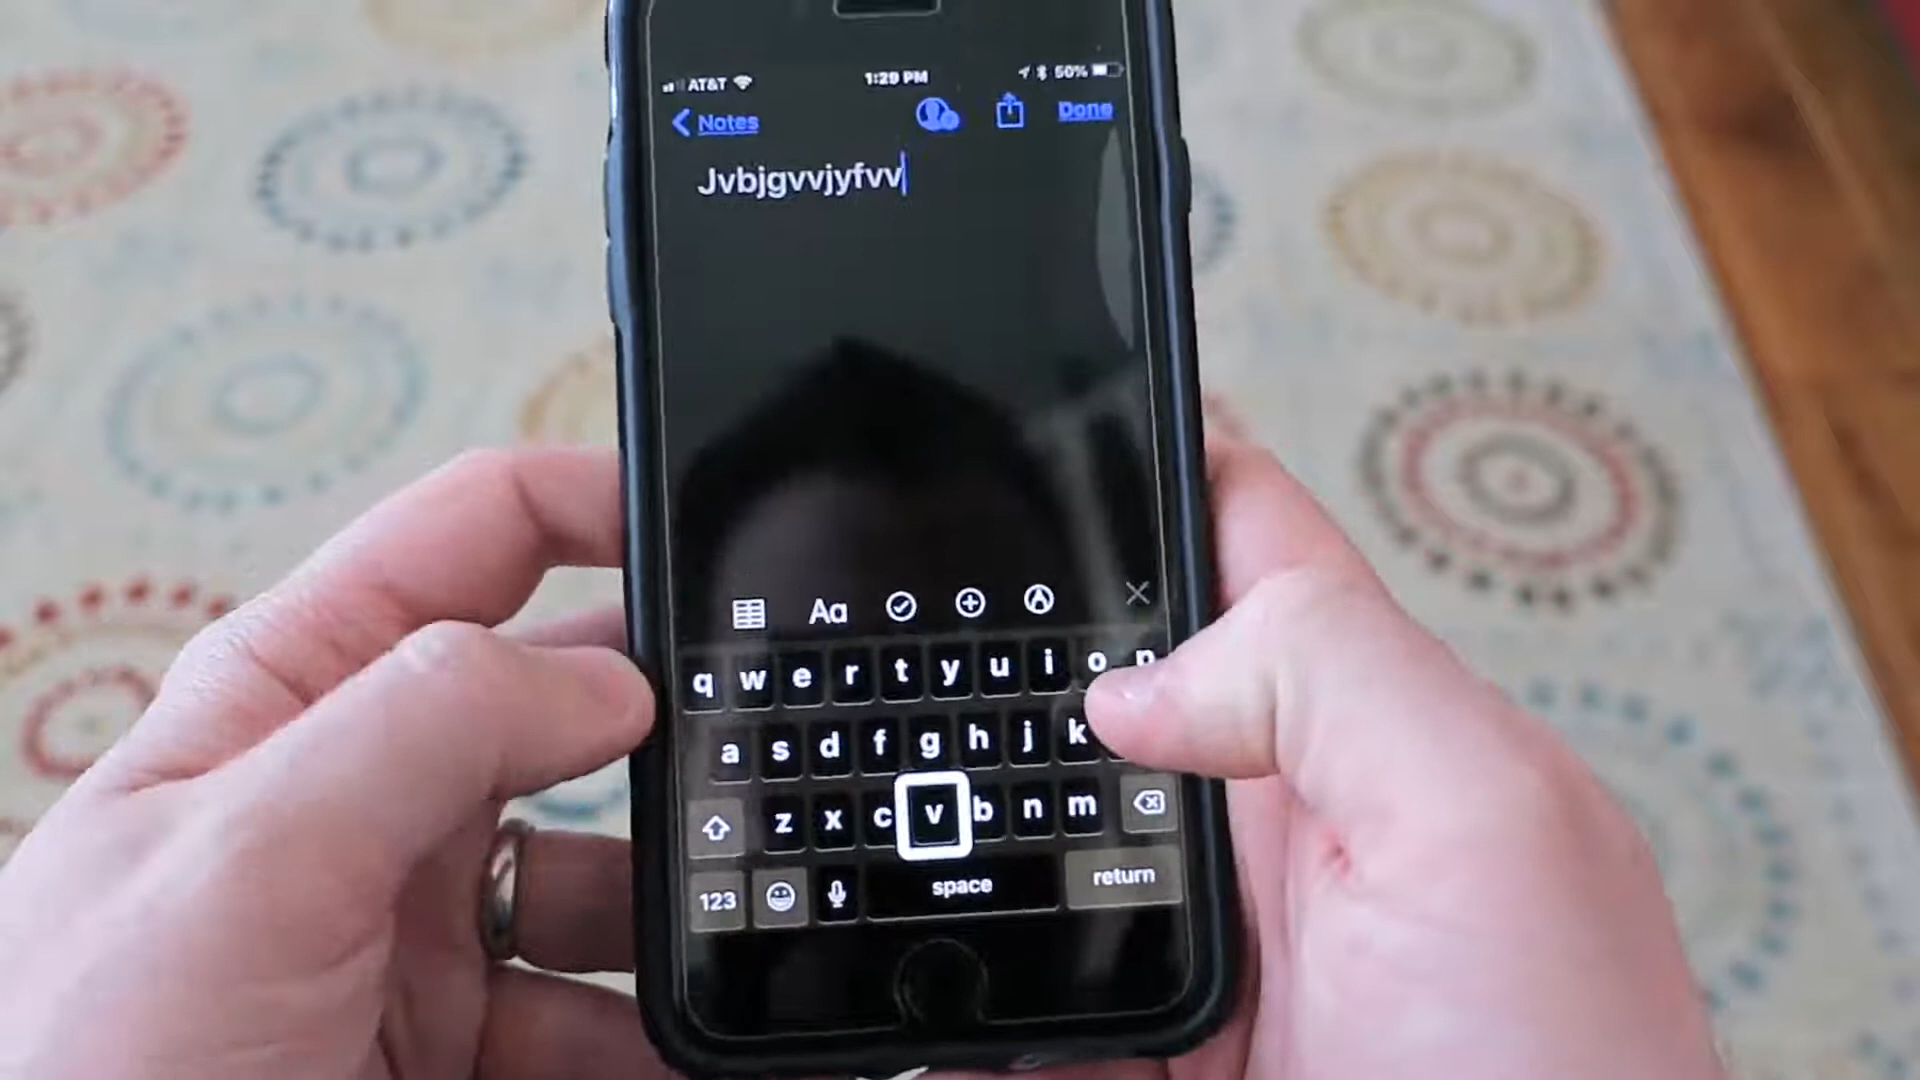 AT&T 1:29 PM 50%
Notes Done
Jvbjgvvjyfvv
Aa
q w e r t y u i o p
a s d f g h j k
z x c v b n m
123 space return